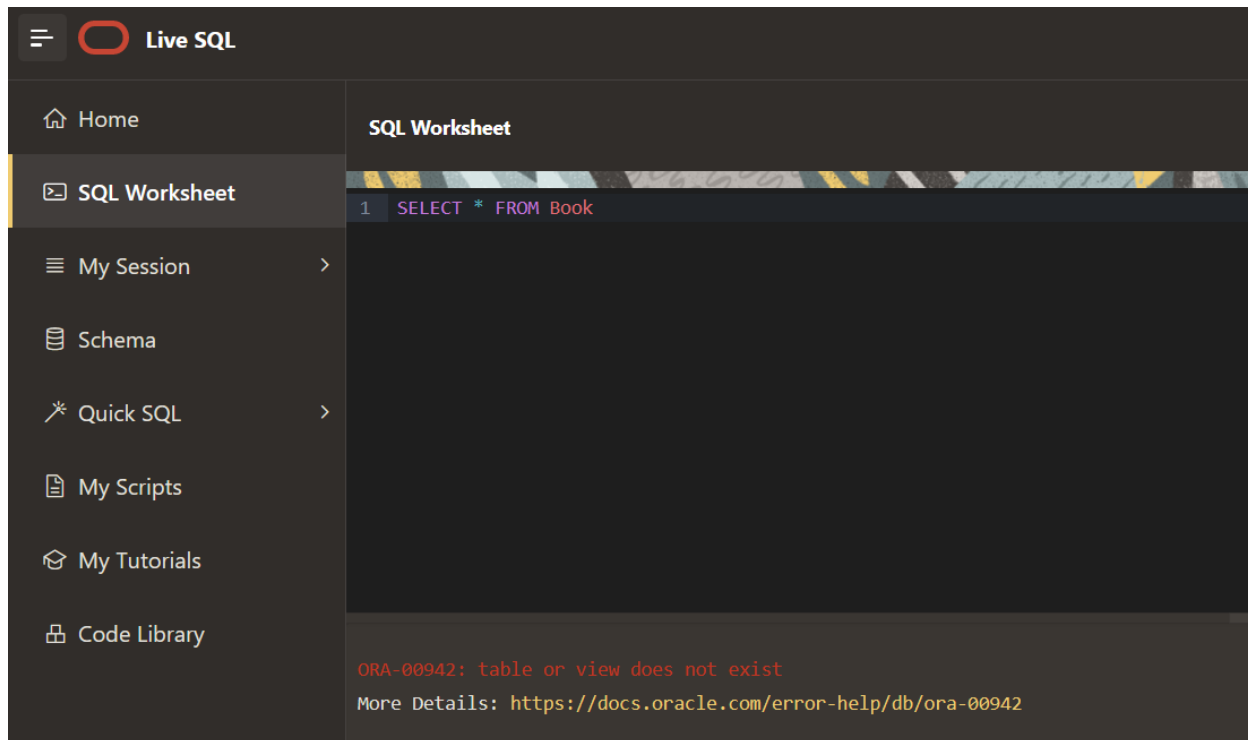 Live SQL
Home
SQL Worksheet
My Session
Schema
Quick SQL
My Scripts
My Tutorials
Code Library
SQL Worksheet
1 SELECT * FROM Book
ORA-00942: table or view does not exist
More Details: https://docs.oracle.com/error-help/db/ora-00942